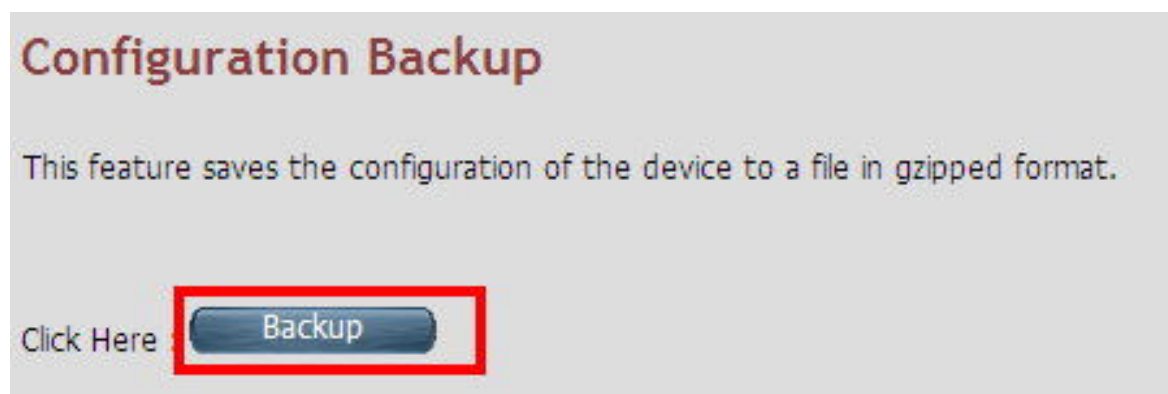 Configuration Backup
This feature saves the configuration of the device to a file in gzipped format.
Click Here : Backup